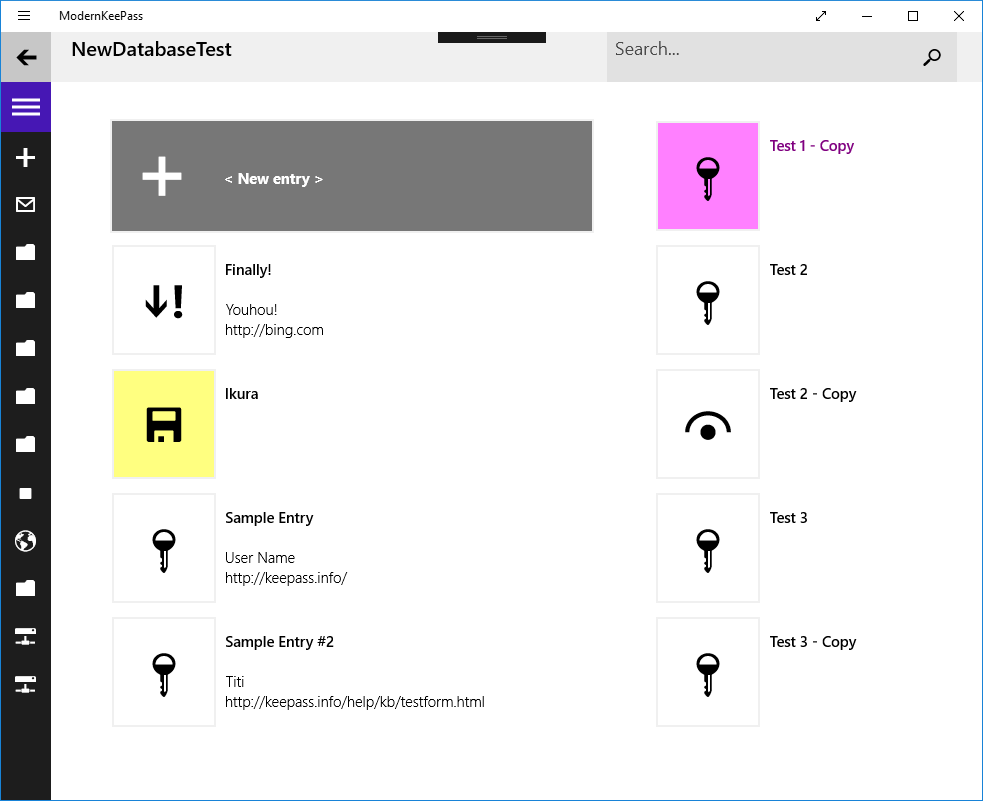 ModernKeePass
NewDatabaseTest
Search...
< New entry >
Finally!
Youhou!
http://bing.com
Ikura
Sample Entry
User Name
http://keepass.info/
Sample Entry #2
Titi
http://keepass.info/help/kb/testform.html
Test 1 - Copy
Test 2
Test 2 - Copy
Test 3
Test 3 - Copy